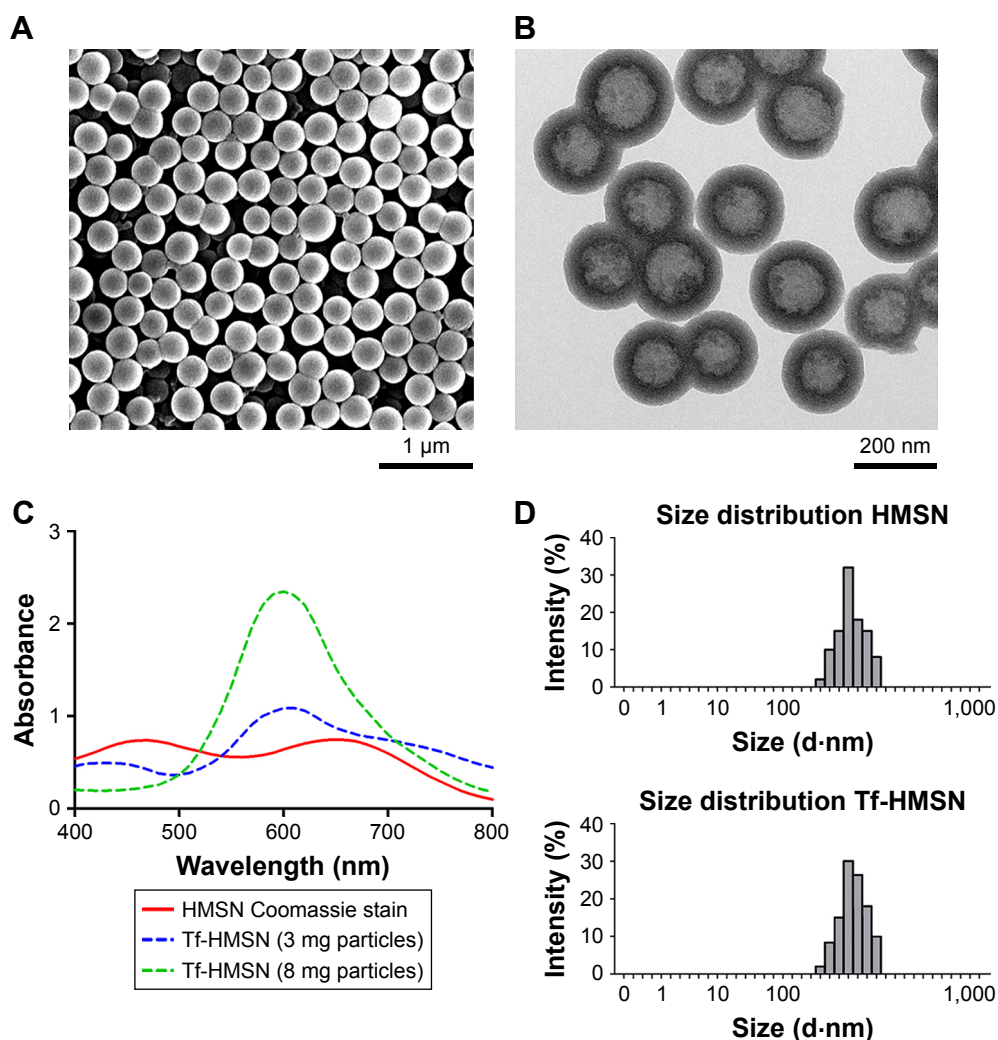 A
B
1 µm
200 nm
C
3
2
1
0
Absorbance
400 500 600 700 800
Wavelength (nm)
HMSN Coomassie stain
Tf-HMSN (3 mg particles)
Tf-HMSN (8 mg particles)
D
Size distribution HMSN
40
30
20
10
0
Intensity (%)
0 1 10 100 1,000
Size (d·nm)
Size distribution Tf-HMSN
40
30
20
10
0
Intensity (%)
0 1 10 100 1,000
Size (d·nm)